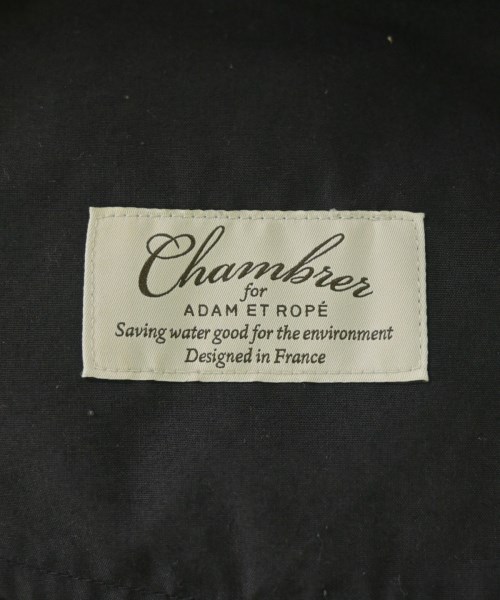 Chambrer
for
ADAM ET ROPÉ
Saving water good for the environment
Designed in France